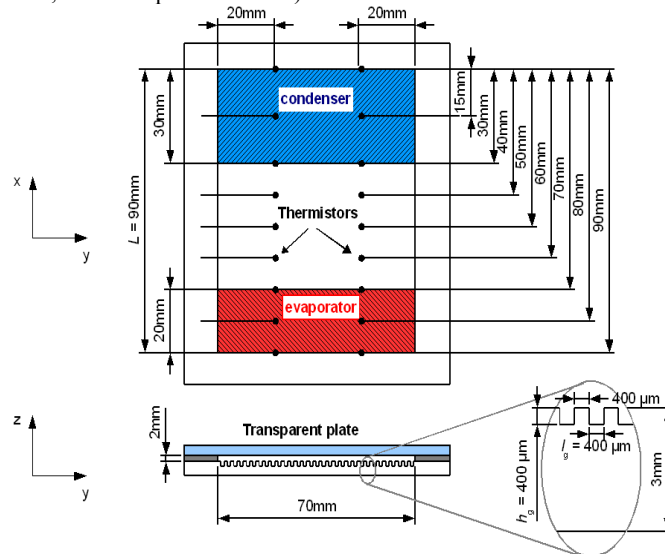 20mm
20mm
condenser
30mm
15mm
30mm
40mm
50mm
60mm
70mm
80mm
90mm
L = 90mm
x
y
Thermistors
evaporator
20mm
z
y
2mm
Transparent plate
70mm
400 µm
l_g = 400 µm
h_g = 400 µm
3mm